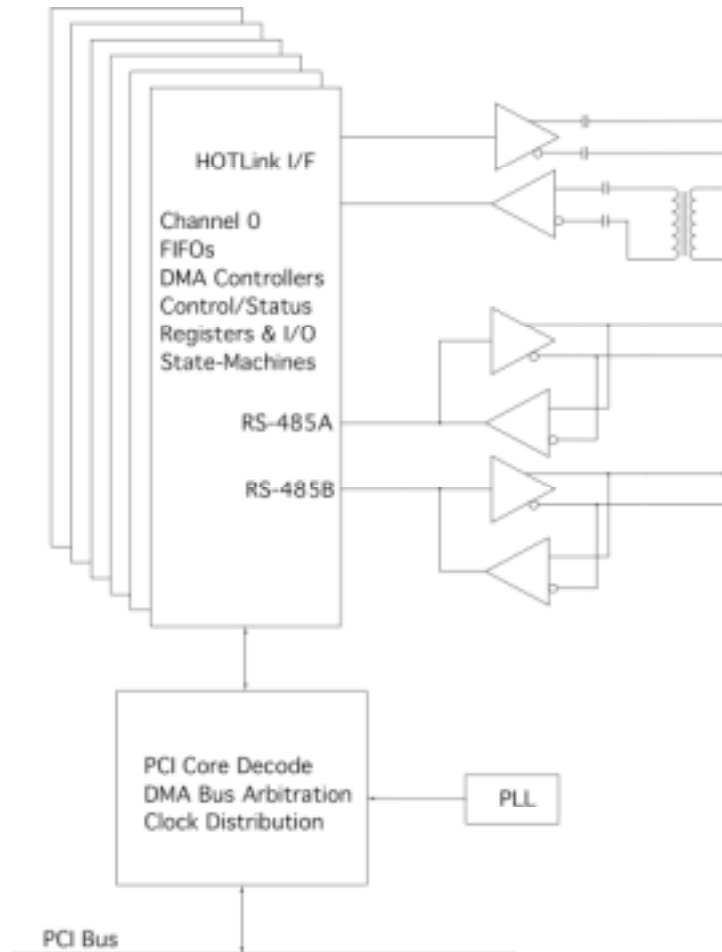 HOTLink I/F
Channel 0
FIFOs
DMA Controllers
Control/Status
Registers & I/O
State-Machines
RS-485A
RS-485B
PCI Core Decode
DMA Bus Arbitration
Clock Distribution
PLL
PCI Bus